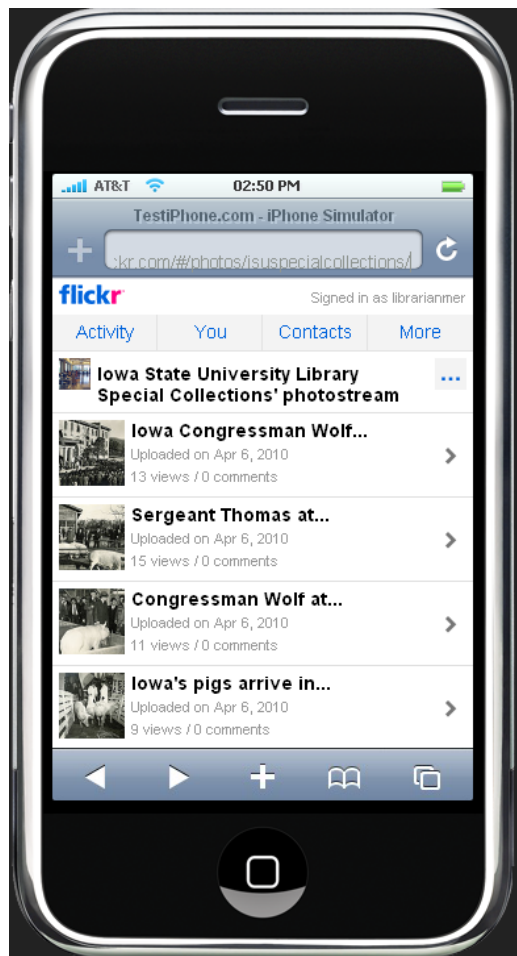 AT&T 02:50 PM
TestiPhone.com - iPhone Simulator
:kr.com/#/photos/isuspecialcollections/
flickr Signed in as librarianmer
Activity You Contacts More
Iowa State University Library
Special Collections' photostream
...
Iowa Congressman Wolf...
Uploaded on Apr 6, 2010
13 views / 0 comments
Sergeant Thomas at...
Uploaded on Apr 6, 2010
15 views / 0 comments
Congressman Wolf at...
Uploaded on Apr 6, 2010
11 views / 0 comments
Iowa's pigs arrive in...
Uploaded on Apr 6, 2010
9 views / 0 comments